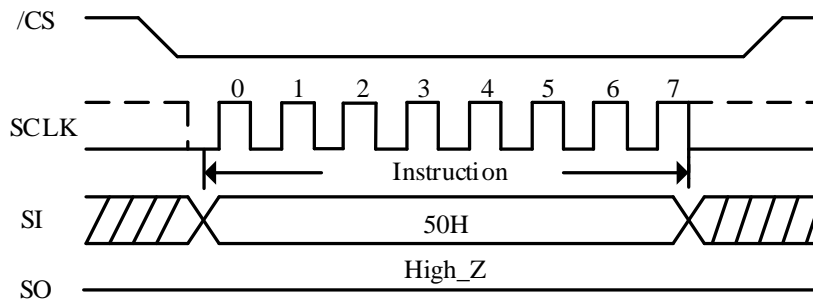 /CS
0 1 2 3 4 5 6 7
SCLK
Instruction
SI
50H
High_Z
SO